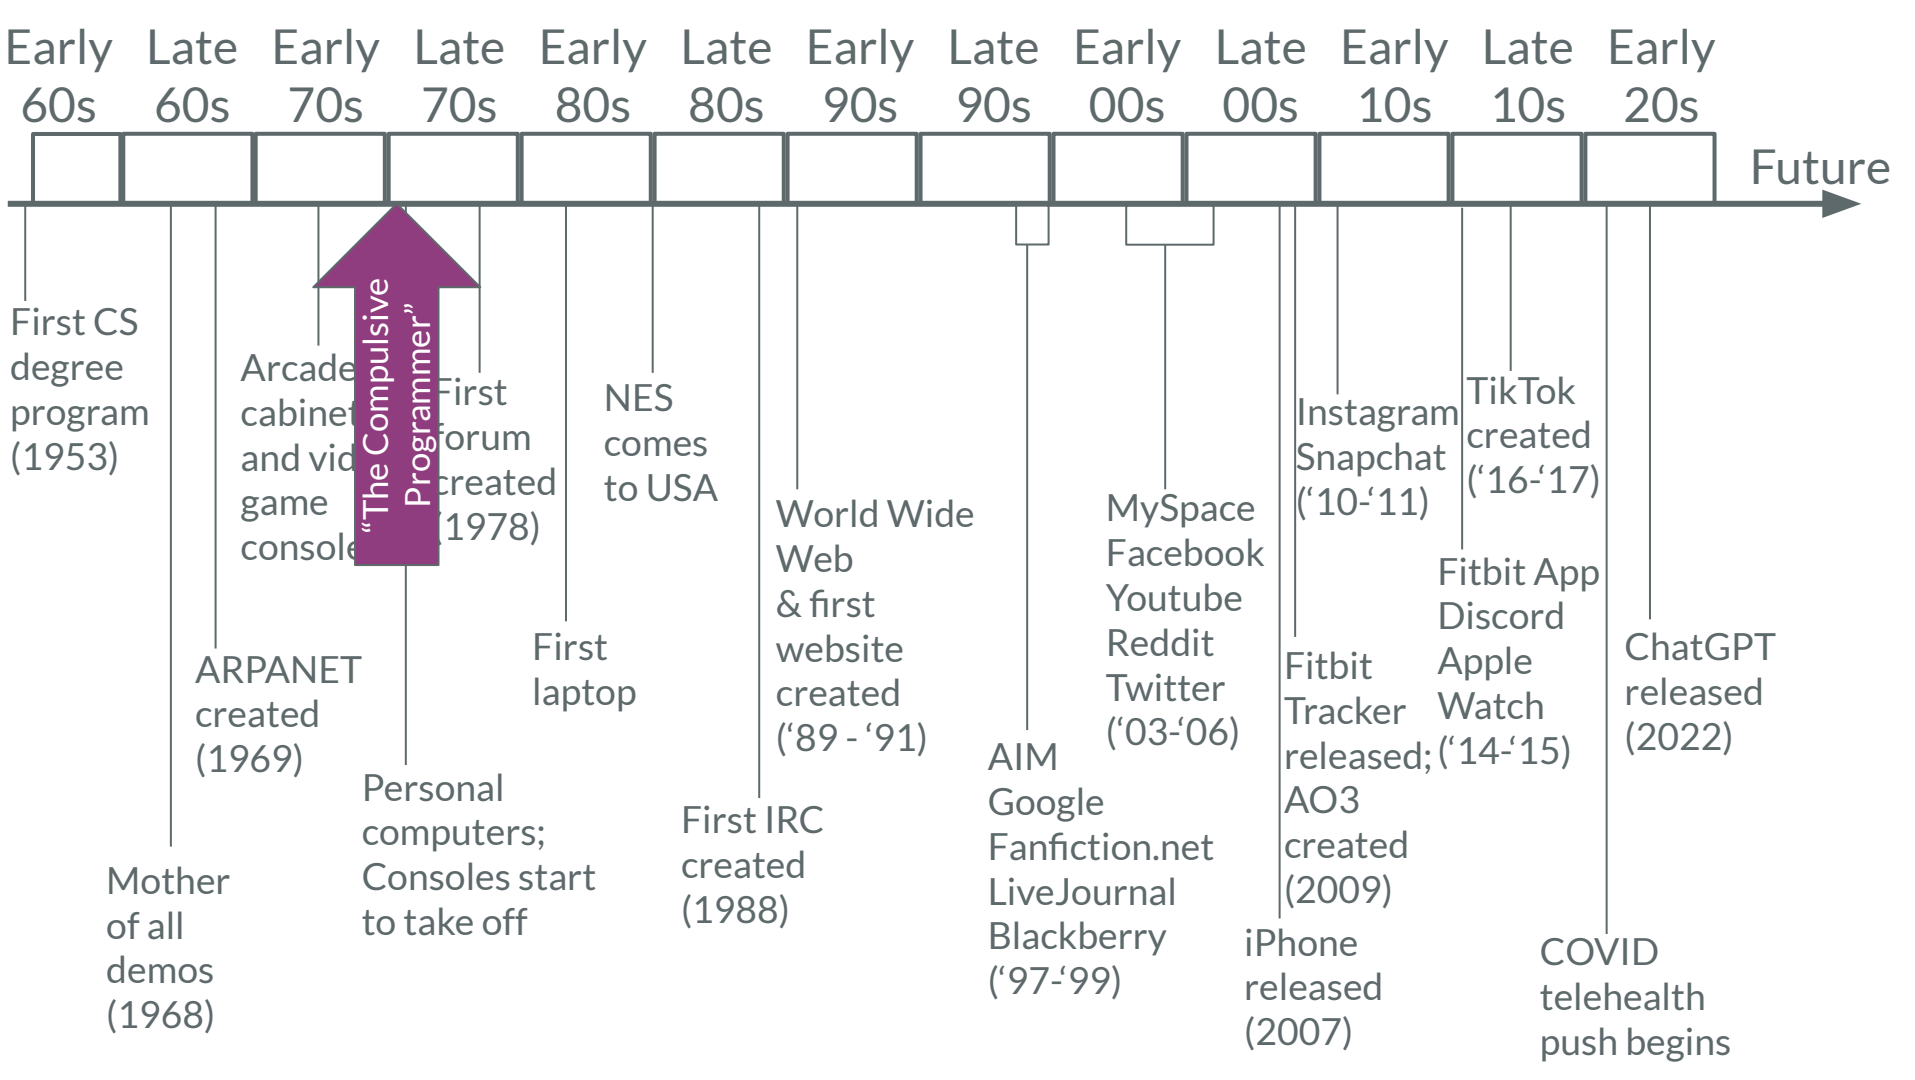 Early Late Early Late Early Late Early Late Early Late Early Late Early
60s 60s 70s 70s 80s 80s 90s 90s 00s 00s 10s 10s 20s
Future
First CS
degree
program
(1953)
Mother
of all
demos
(1968)
ARPANET
created
(1969)
Arcade
cabinet
and vid
game
console
“The Compulsive
Programmer”
Personal
computers;
Consoles start
to take off
First
forum
created
(1978)
First
laptop
NES
comes
to USA
First IRC
created
(1988)
World Wide
Web
& first
website
created
(‘89 - ‘91)
AIM
Google
Fanfiction.net
LiveJournal
Blackberry
(‘97-‘99)
MySpace
Facebook
Youtube
Reddit
Twitter
(‘03-‘06)
iPhone
released
(2007)
Fitbit
Tracker
released;
AO3
created
(2009)
Instagram
Snapchat
(‘10-‘11)
Fitbit App
Discord
Apple
Watch
(‘14-‘15)
TikTok
created
(‘16-‘17)
COVID
telehealth
push begins
ChatGPT
released
(2022)